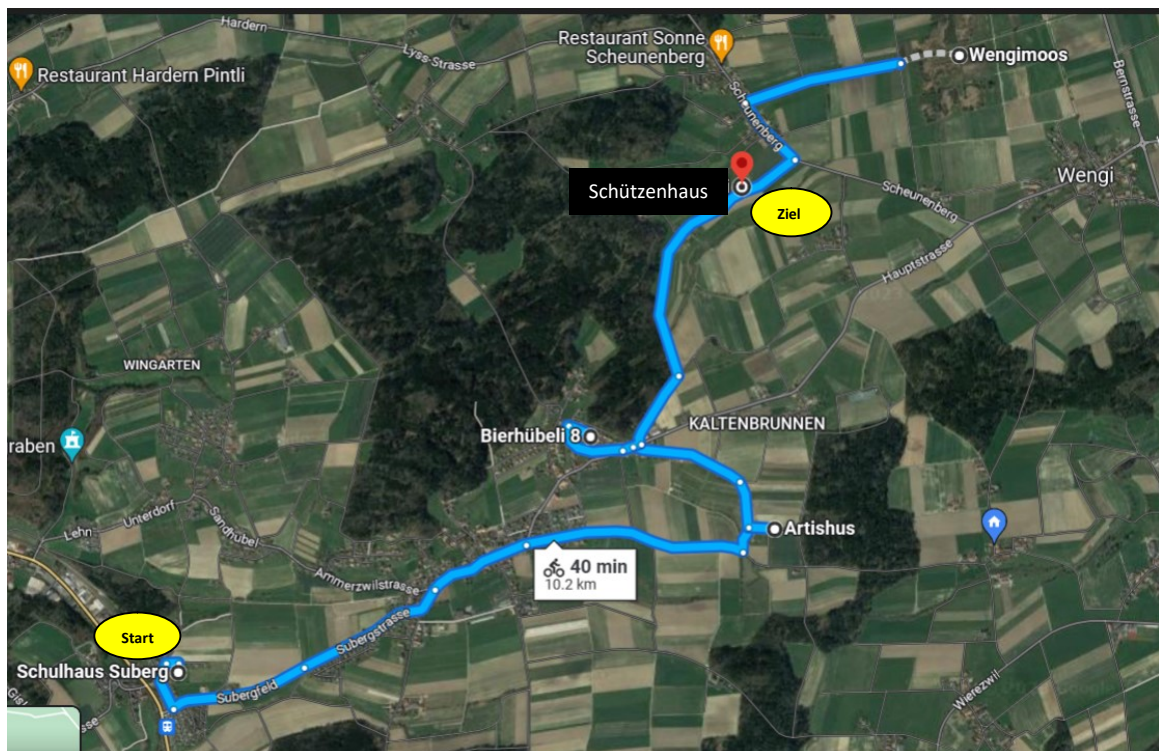 Hardern
Lyss-Strasse
Restaurant Sonne
Scheunenberg
Restaurant Hardern Pintli
Wengimoos
Bernstrasse
Scheunenberg
Wengi
Schützenhaus
Scheunenberg
Ziel
Hauptstrasse
WINGARTEN
KALTENBRUNNEN
Bierhübeli 8
raben
Artishus
Lehn
Unterdorf
Sandhübel
40 min
10.2 km
Ammerzwilstrasse
Start
Subergstrasse
Schulhaus Suberg
Subergfeld
Wierezwil